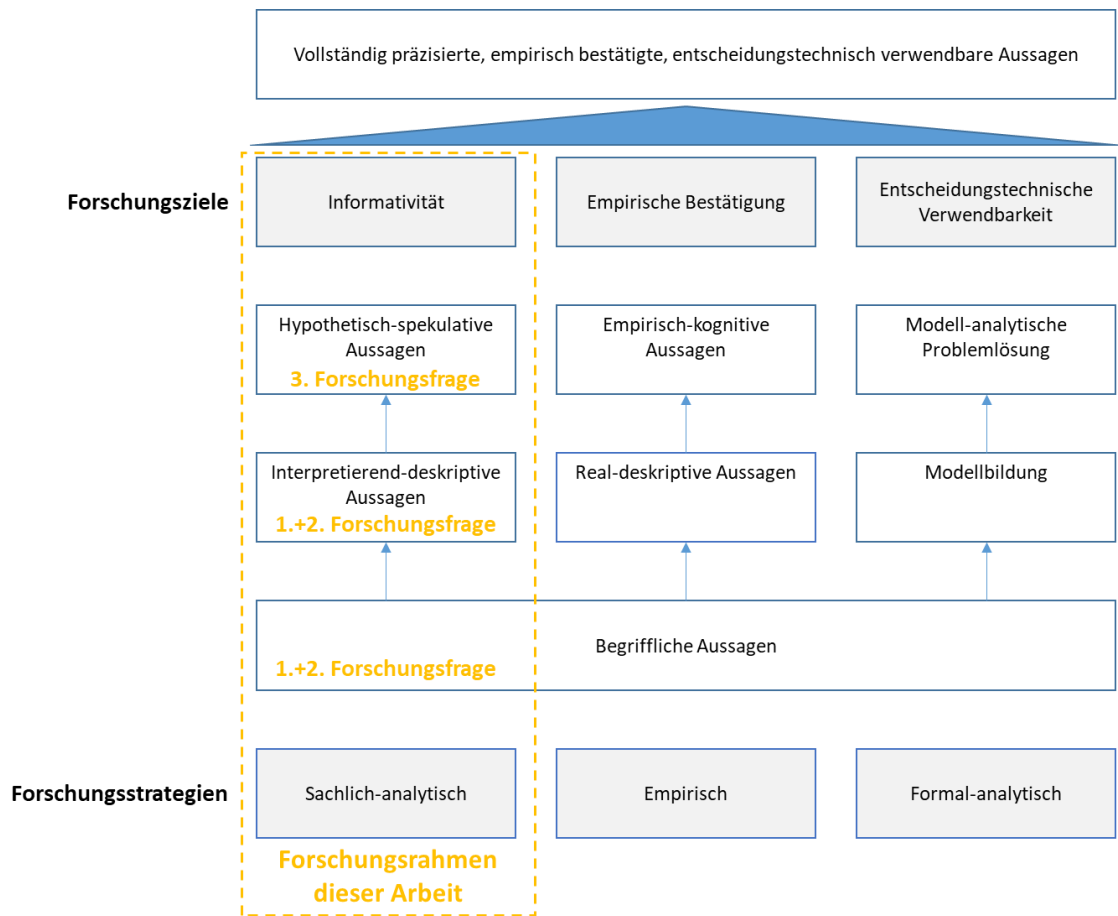 Vollständig präzisierte, empirisch bestätigte, entscheidungstechnisch verwendbare Aussagen
Forschungsziele
Informativität
Empirische Bestätigung
Entscheidungstechnische
Verwendbarkeit
Hypothetisch-spekulative
Aussagen
3. Forschungsfrage
Empirisch-kognitive
Aussagen
Modell-analytische
Problemlösung
Interpretierend-deskriptive
Aussagen
1.+2. Forschungsfrage
Real-deskriptive Aussagen
Modellbildung
Begriffliche Aussagen
1.+2. Forschungsfrage
Forschungsstrategien
Sachlich-analytisch
Empirisch
Formal-analytisch
Forschungsrahmen
dieser Arbeit